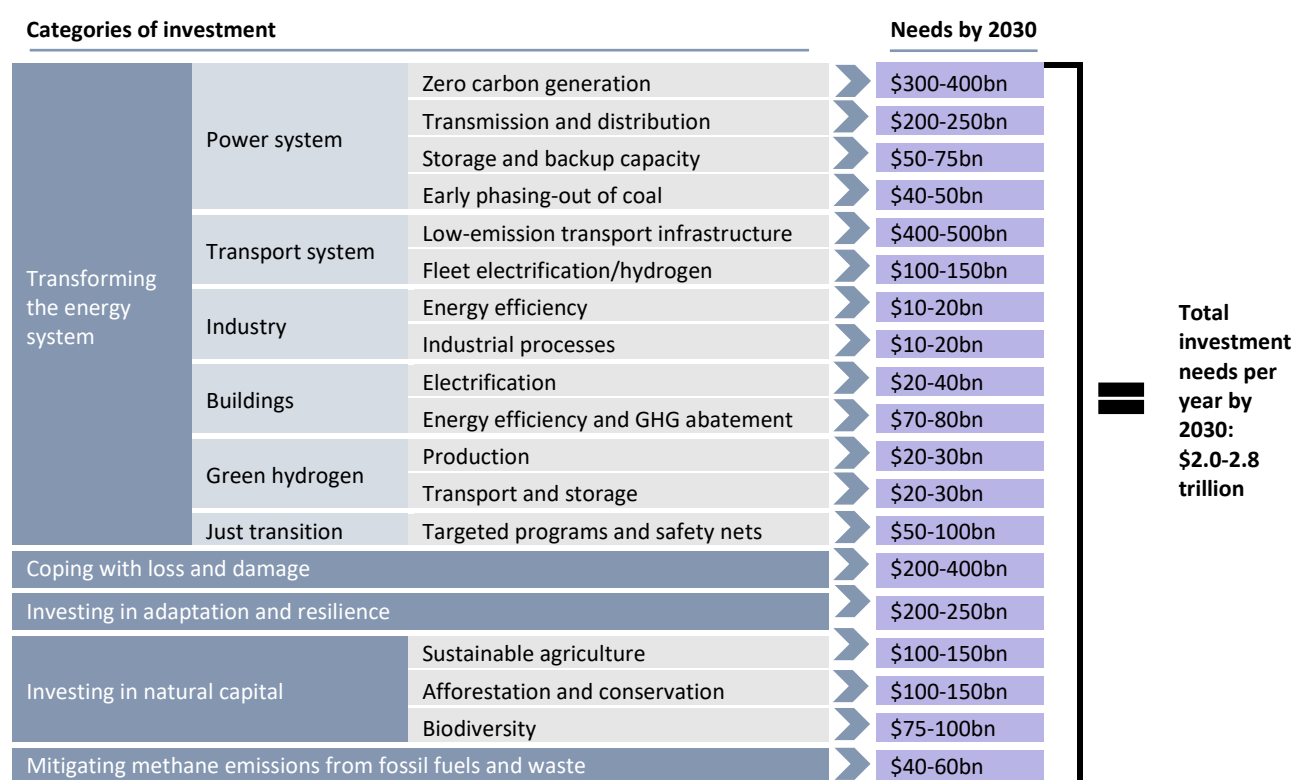 Categories of investment
Needs by 2030
Transforming
the energy
system
Power system
Zero carbon generation
$300-400bn
Transmission and distribution
$200-250bn
Storage and backup capacity
$50-75bn
Early phasing-out of coal
$40-50bn
Transport system
Low-emission transport infrastructure
$400-500bn
Fleet electrification/hydrogen
$100-150bn
Industry
Energy efficiency
$10-20bn
Industrial processes
$10-20bn
Buildings
Electrification
$20-40bn
Energy efficiency and GHG abatement
$70-80bn
Green hydrogen
Production
$20-30bn
Transport and storage
$20-30bn
Just transition
Targeted programs and safety nets
$50-100bn
Coping with loss and damage
$200-400bn
Investing in adaptation and resilience
$200-250bn
Investing in natural capital
Sustainable agriculture
$100-150bn
Afforestation and conservation
$100-150bn
Biodiversity
$75-100bn
Mitigating methane emissions from fossil fuels and waste
$40-60bn
Total
investment
needs per
year by
2030:
$2.0-2.8
trillion